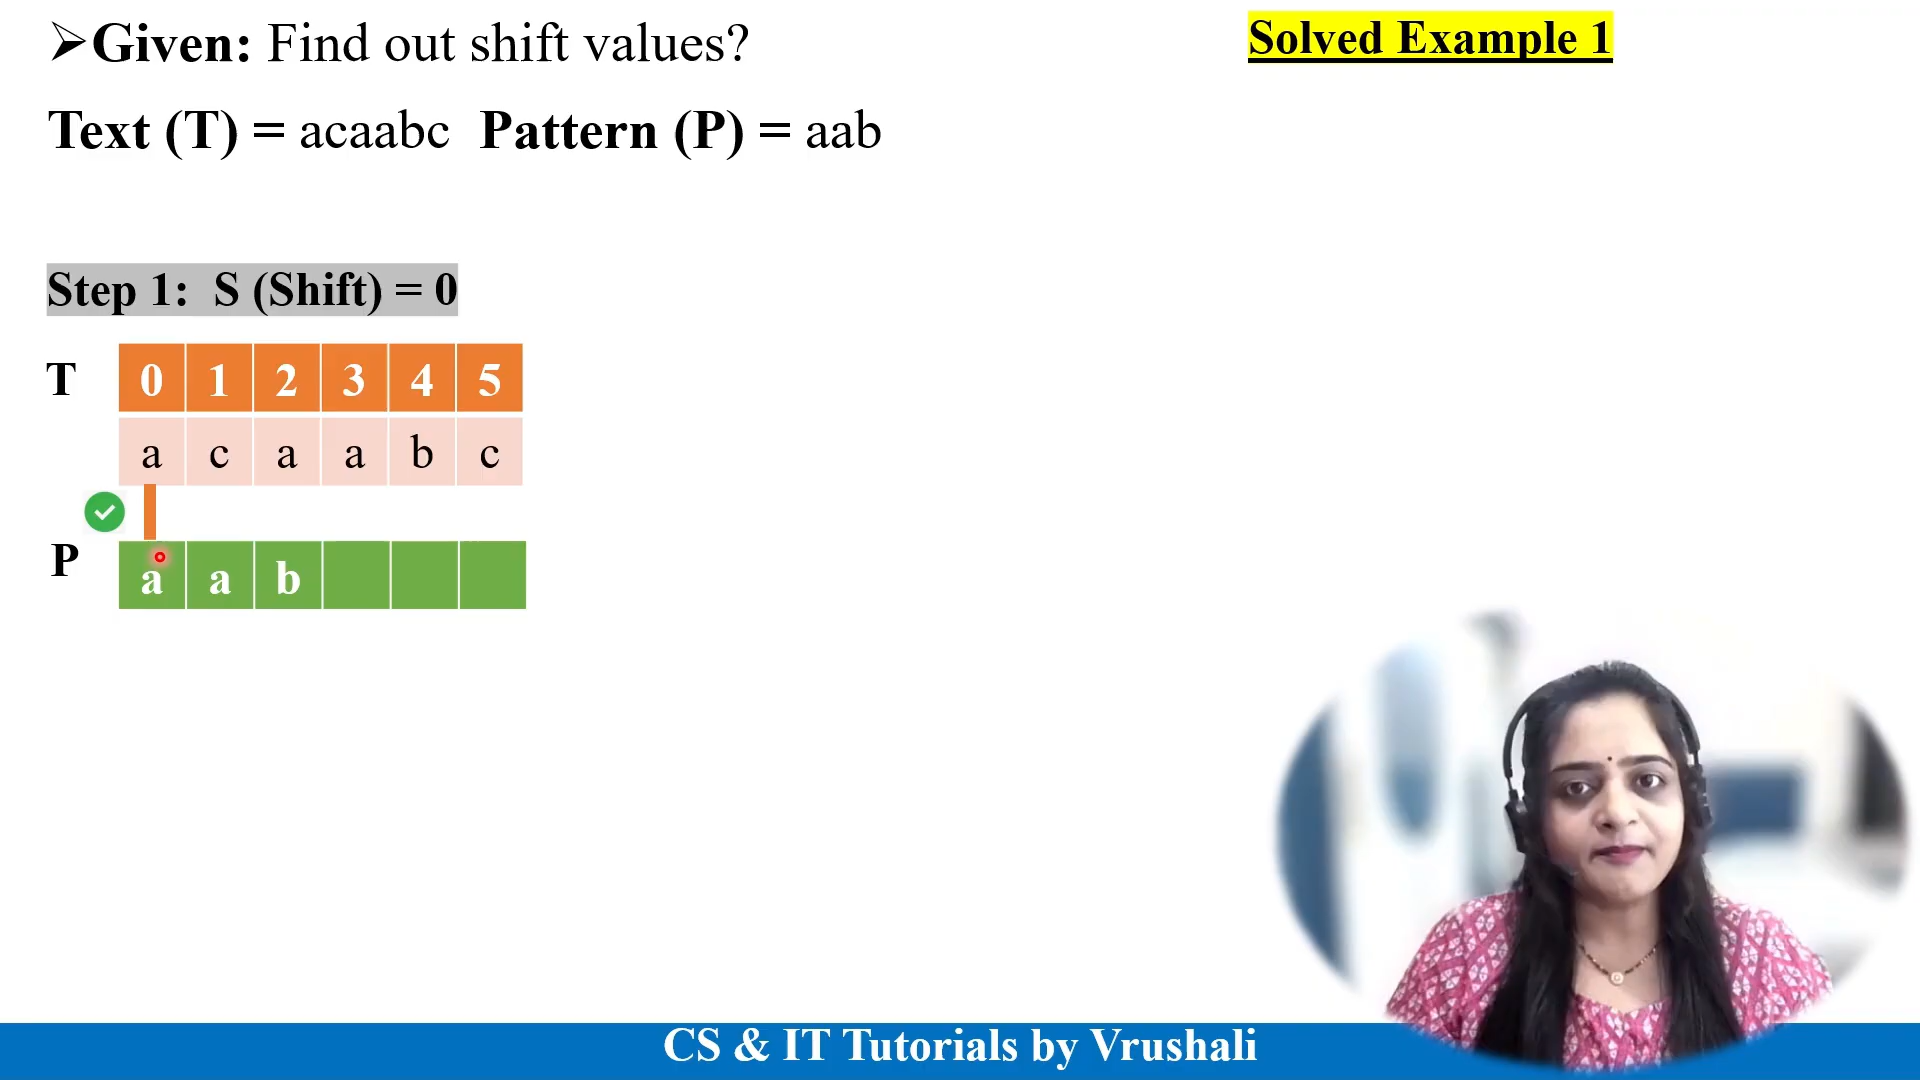 ➤Given: Find out shift values?
Solved Example 1
Text (T) = acaabc Pattern (P) = aab
Step 1: S (Shift) = 0
T 0 1 2 3 4 5
a c a a b c
P a a b
CS & IT Tutorials by Vrushali